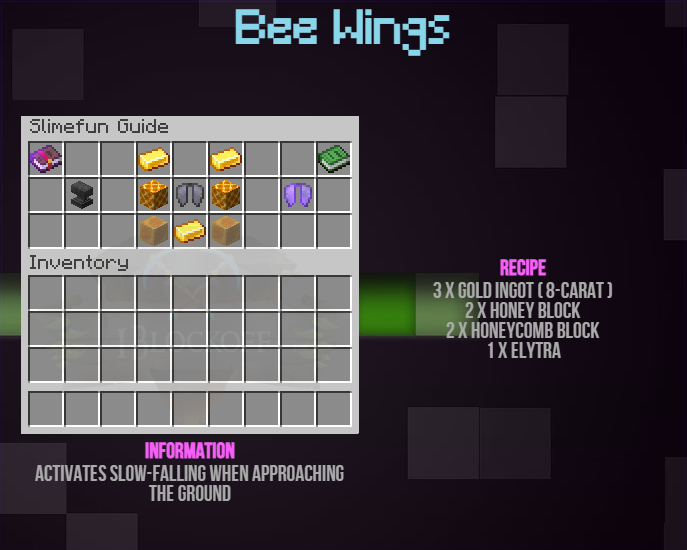 Bee Wings
Slimefun Guide
Inventory
RECIPE
3 X GOLD INGOT ( 8-CARAT )
2 X HONEY BLOCK
2 X HONEYCOMB BLOCK
1 X ELYTRA
INFORMATION
ACTIVATES SLOW-FALLING WHEN APPROACHING
THE GROUND